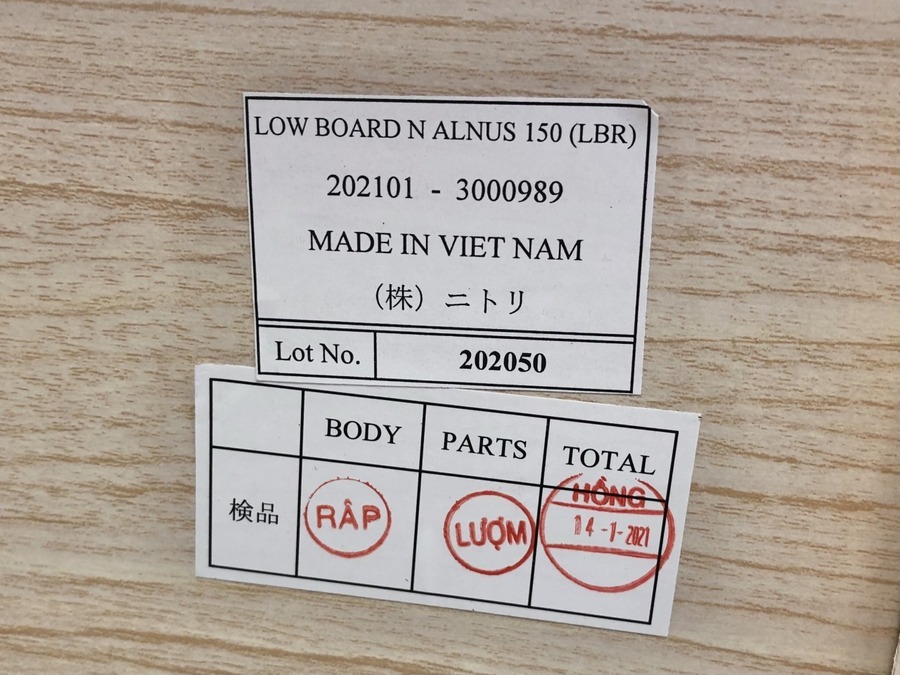 LOW BOARD N ALNUS 150 (LBR)
202101 - 3000989
MADE IN VIET NAM
（株）ニトリ
Lot No. 202050
BODY PARTS TOTAL
検品 RÂP LƯỢM HỒNG
14-1-2021